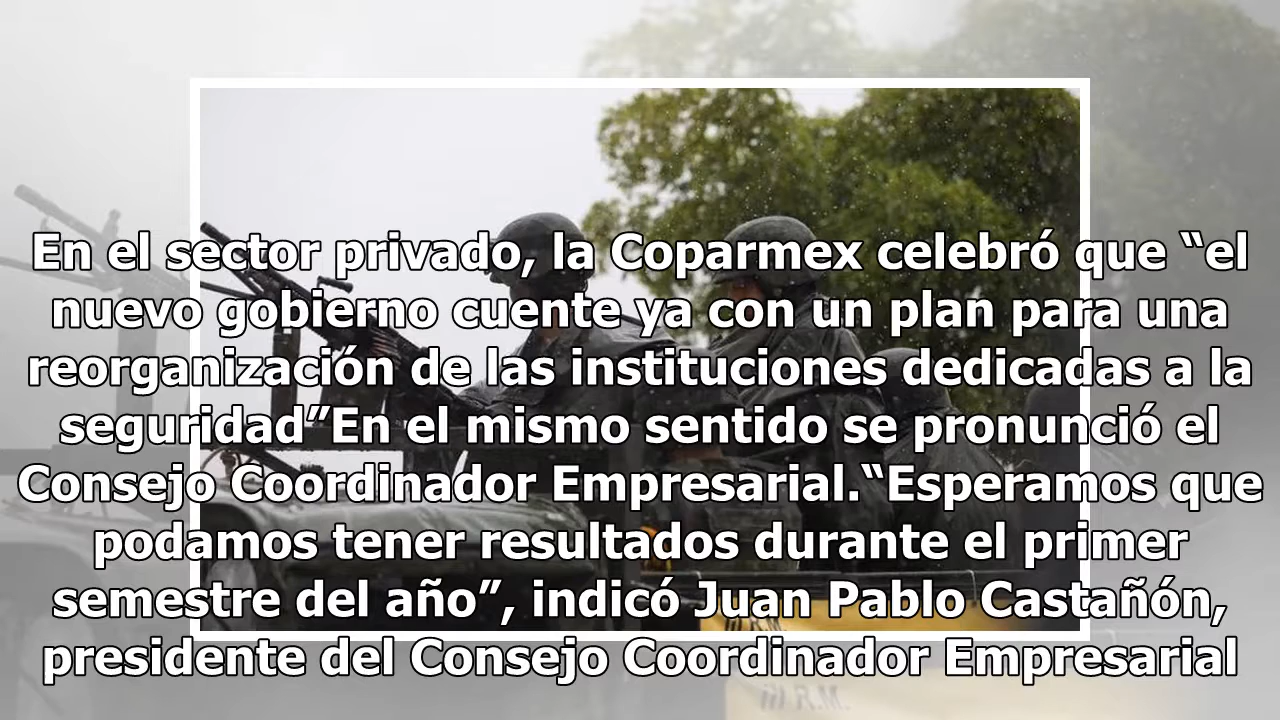 En el sector privado, la Coparmex celebró que “el
nuevo gobierno cuente ya con un plan para una
reorganización de las instituciones dedicadas a la
seguridad”En el mismo sentido se pronunció el
Consejo Coordinador Empresarial.“Esperamos que
podamos tener resultados durante el primer
semestre del año”, indicó Juan Pablo Castañón,
presidente del Consejo Coordinador Empresarial
R.M.